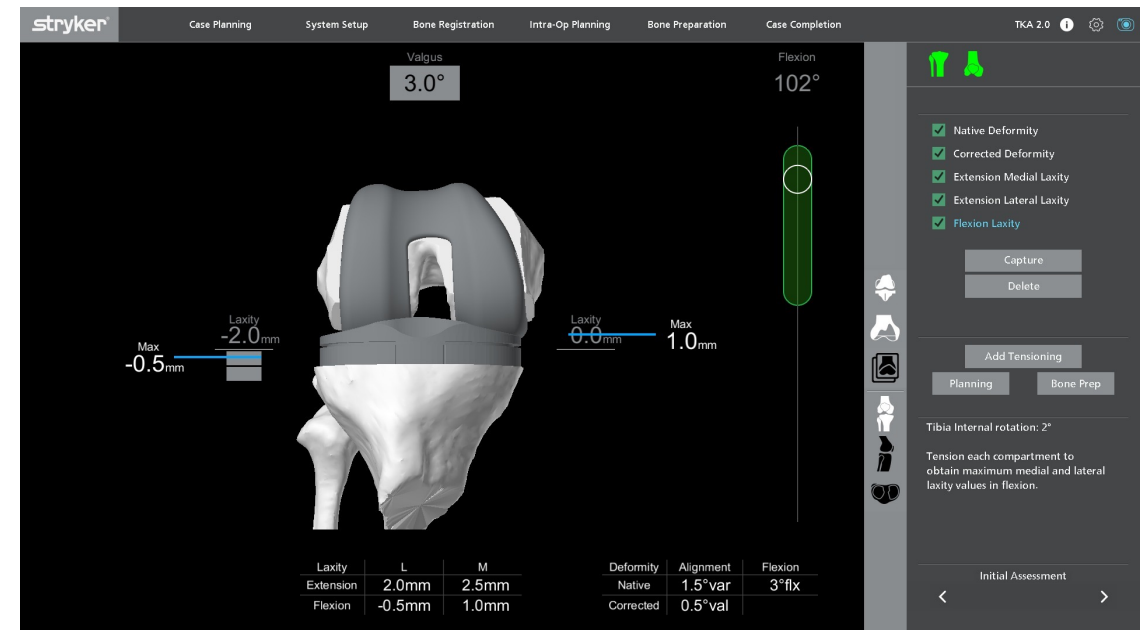 stryker
Case Planning System Setup Bone Registration Intra-Op Planning Bone Preparation Case Completion TKA 2.0 i
Valgus
3.0°
Flexion
102°
Native Deformity
Corrected Deformity
Extension Medial Laxity
Extension Lateral Laxity
Flexion Laxity
Capture
Delete
Laxity
-2.0mm
Max
-0.5mm
Laxity
0.0mm
Max
1.0mm
Add Tensioning
Planning Bone Prep
Tibia Internal rotation: 2°
Tension each compartment to
obtain maximum medial and lateral
laxity values in flexion.
Laxity L M
Extension 2.0mm 2.5mm
Flexion -0.5mm 1.0mm
Deformity Alignment Flexion
Native 1.5°var 3°flx
Corrected 0.5°val
Initial Assessment